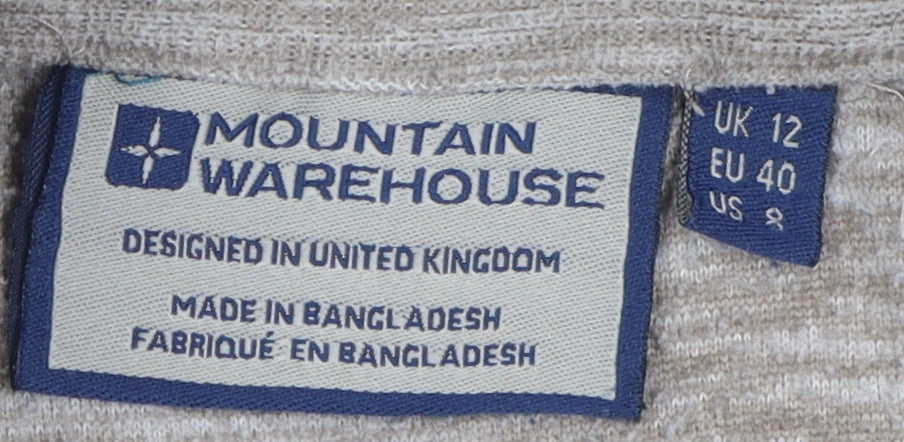 MOUNTAIN
WAREHOUSE
DESIGNED IN UNITED KINGDOM
MADE IN BANGLADESH
FABRIQUÉ EN BANGLADESH
UK 12
EU 40
US 8